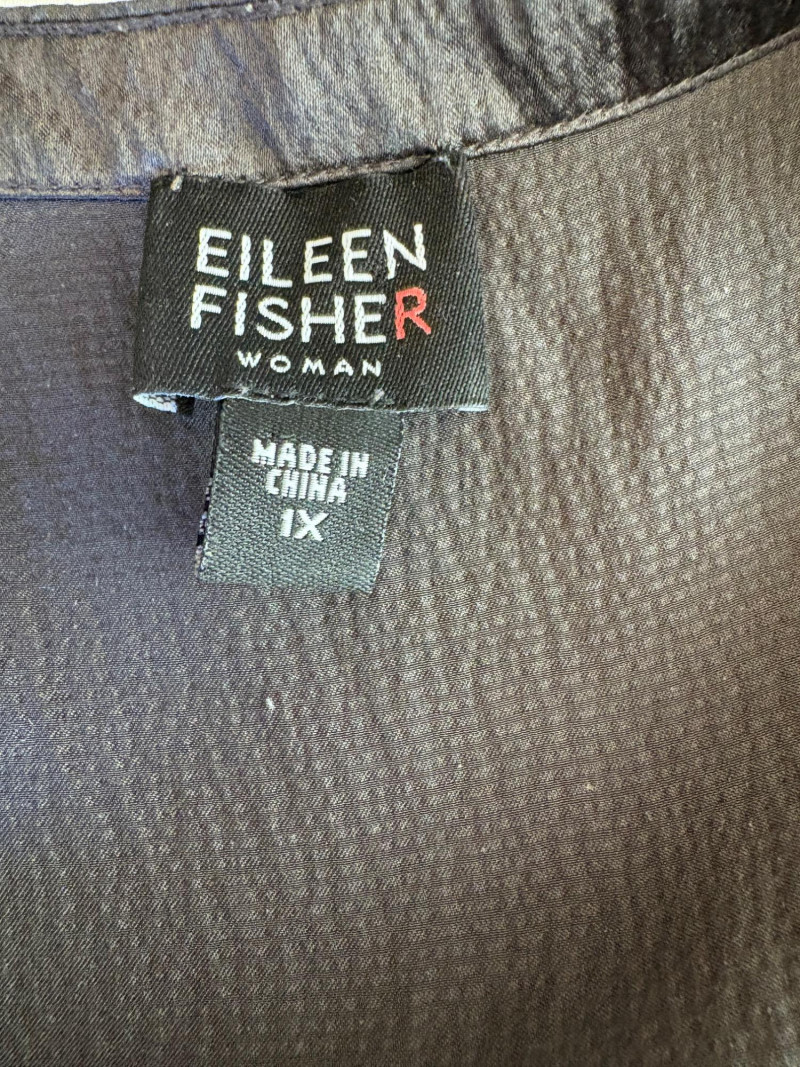 EILEEN
FISHER
WOMAN
MADE IN
CHINA
1X